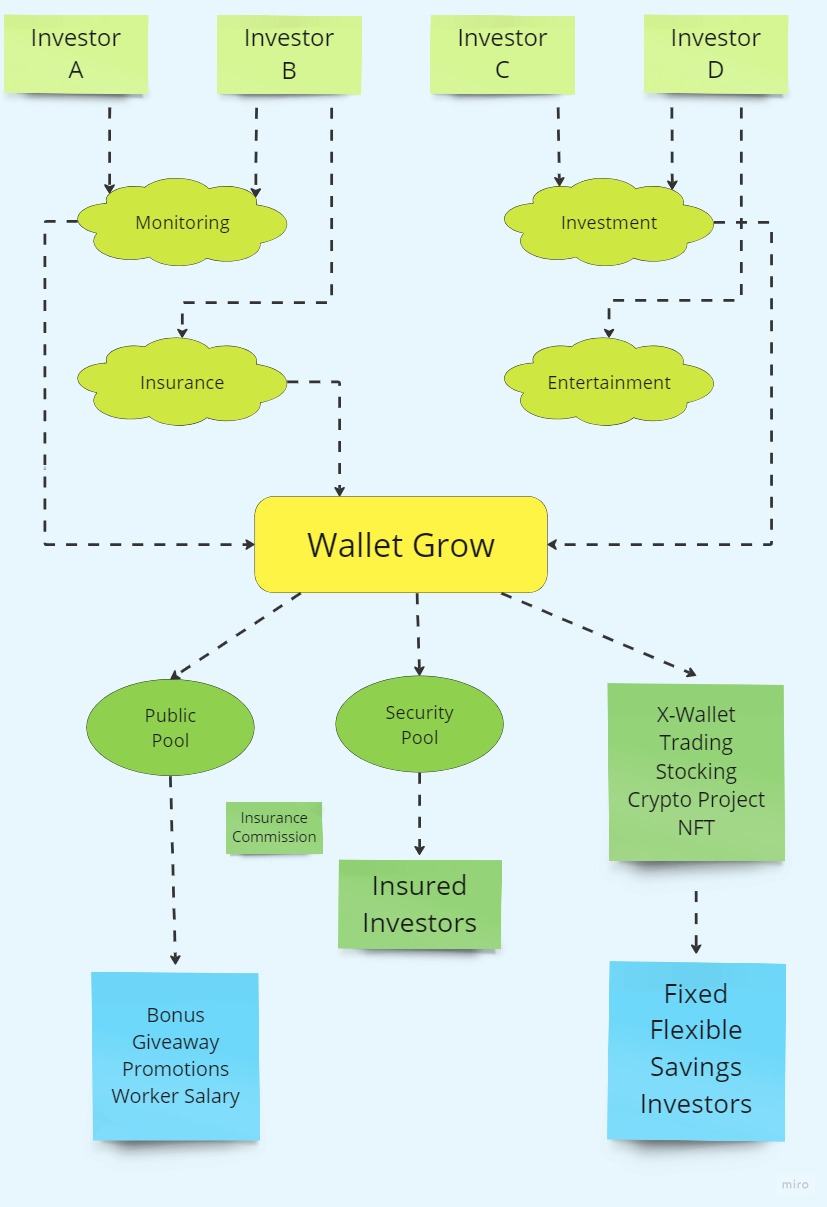 Investor
A
Investor
B
Investor
C
Investor
D
Monitoring
Investment
Insurance
Entertainment
Wallet Grow
Public
Pool
Security
Pool
X-Wallet
Trading
Stocking
Crypto Project
NFT
Insurance
Commission
Insured
Investors
Bonus
Giveaway
Promotions
Worker Salary
Fixed
Flexible
Savings
Investors
miro